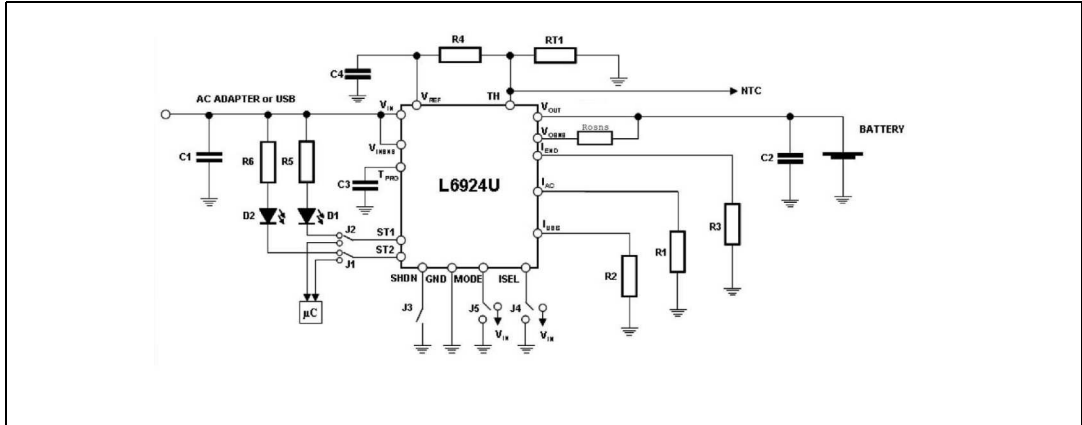 R4
RT1
C4
NTC
AC ADAPTER or USB
VIN
VREF
TH
VOUT
VINSNS
VOSNS
Rosns
BATTERY
C1
R6
R5
TPRG
IEND
C2
C3
L6924U
IAC
D2
D1
J2
ST1
IUSB
R3
R1
J1
ST2
R2
SHDN
GND
MODE
ISEL
µC
J3
J5
VIN
J4
VIN